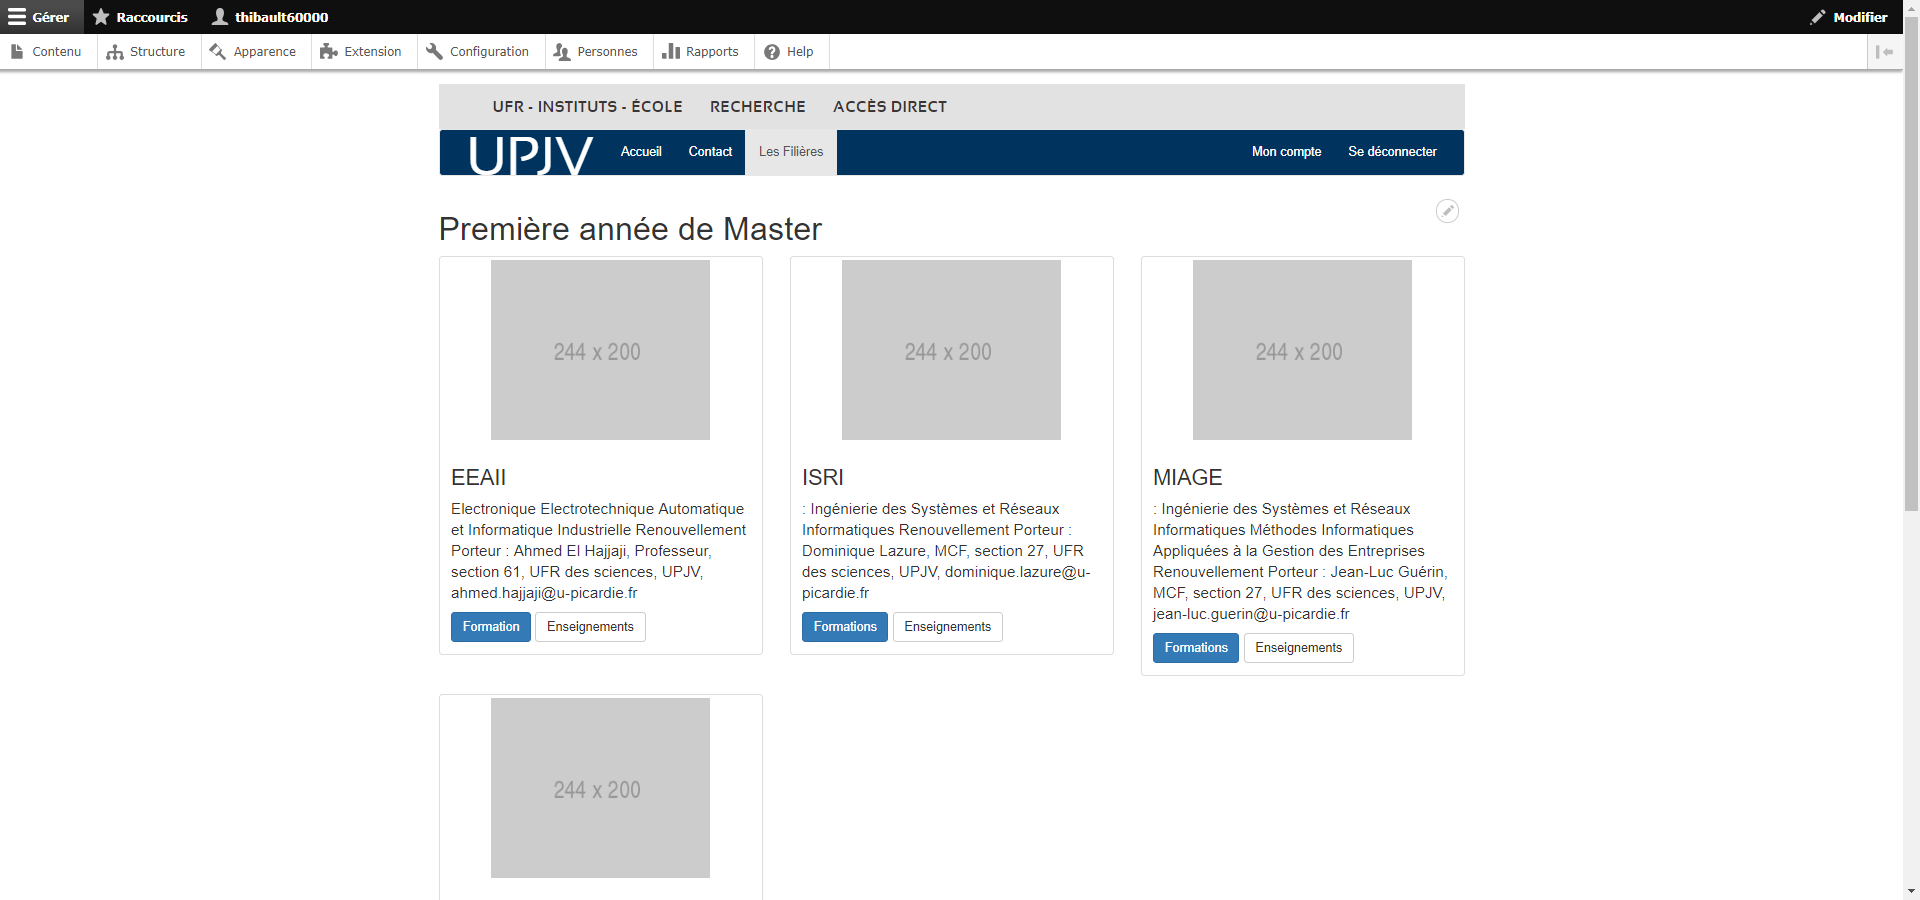 Gérer Raccourcis thibault60000 Modifier
Contenu Structure Apparence Extension Configuration Personnes Rapports Help
UFR - INSTITUTS - ÉCOLE RECHERCHE ACCÈS DIRECT
UPJV Accueil Contact Les Filières Mon compte Se déconnecter
Première année de Master
244 x 200
EEAII
Electronique Electrotechnique Automatique
et Informatique Industrielle Renouvellement
Porteur : Ahmed El Hajjaji, Professeur,
section 61, UFR des sciences, UPJV,
ahmed.hajjaji@u-picardie.fr
Formation Enseignements
244 x 200
ISRI
: Ingénierie des Systèmes et Réseaux
Informatiques Renouvellement Porteur :
Dominique Lazure, MCF, section 27, UFR
des sciences, UPJV, dominique.lazure@u-
picardie.fr
Formations Enseignements
244 x 200
MIAGE
: Ingénierie des Systèmes et Réseaux
Informatiques Méthodes Informatiques
Appliquées à la Gestion des Entreprises
Renouvellement Porteur : Jean-Luc Guérin,
MCF, section 27, UFR des sciences, UPJV,
jean-luc.guerin@u-picardie.fr
Formations Enseignements
244 x 200